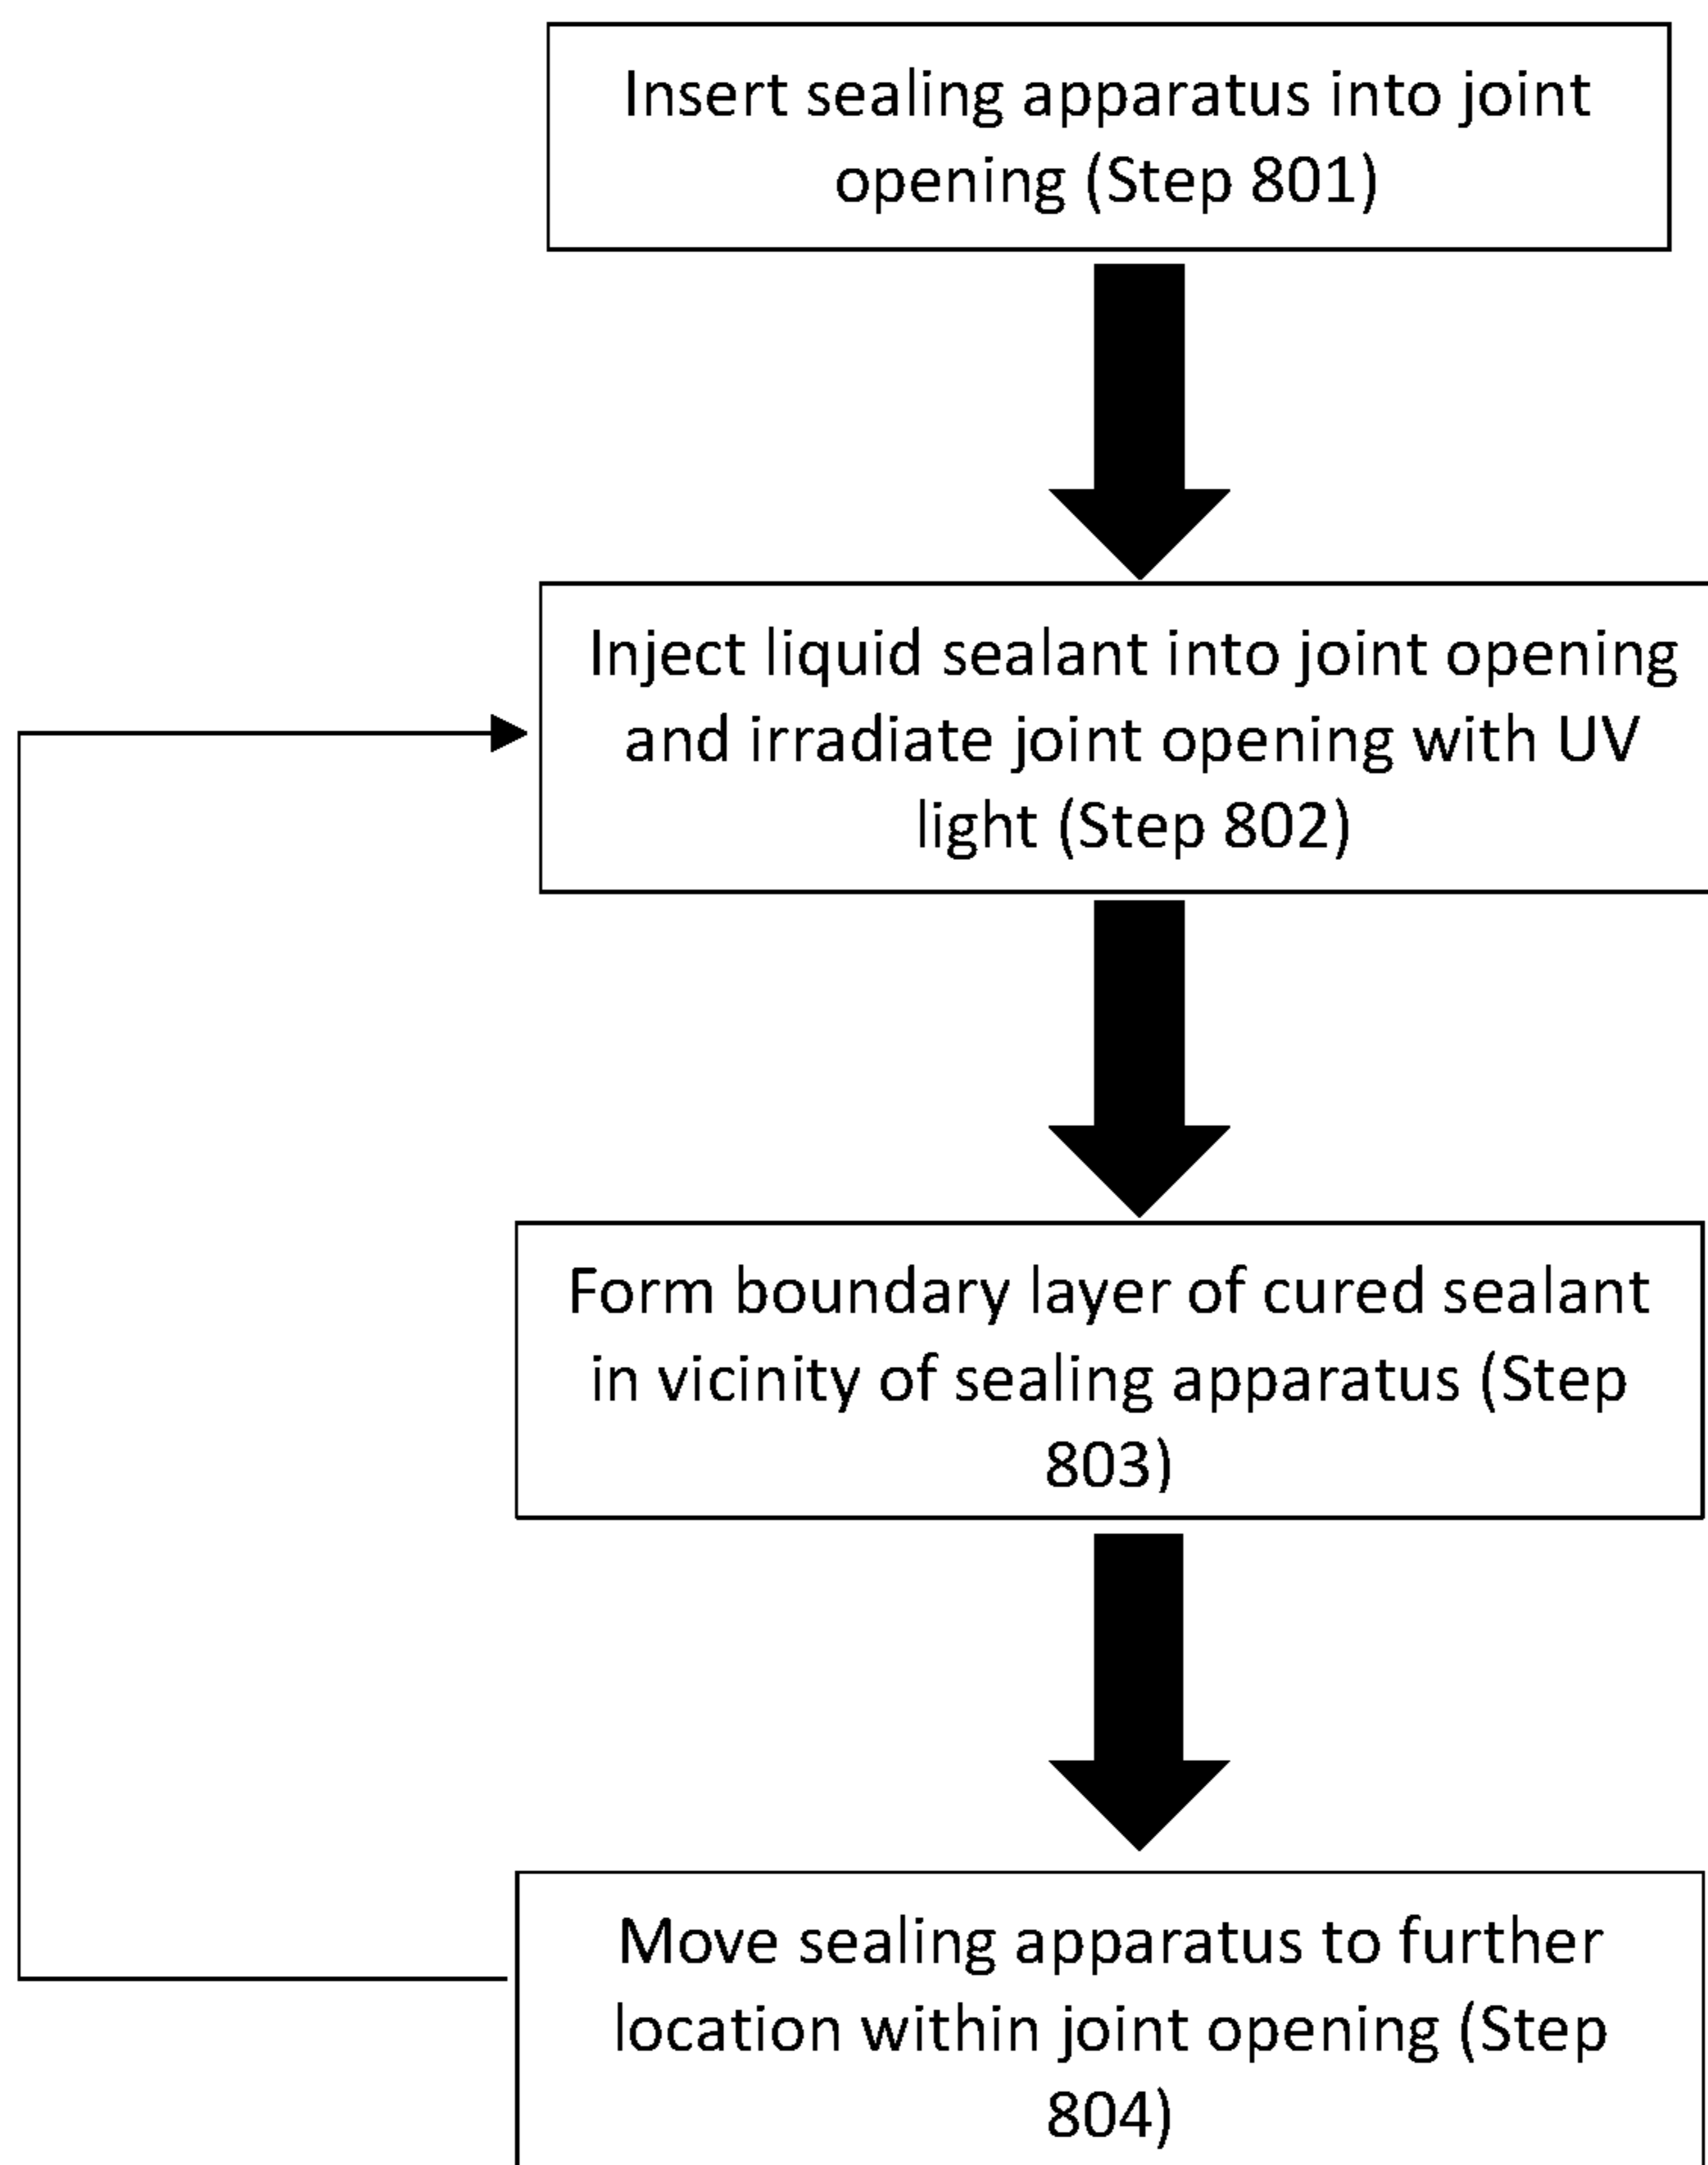 Insert sealing apparatus into joint
opening (Step 801)
Inject liquid sealant into joint opening
and irradiate joint opening with UV
light (Step 802)
Form boundary layer of cured sealant
in vicinity of sealing apparatus (Step
803)
Move sealing apparatus to further
location within joint opening (Step
804)